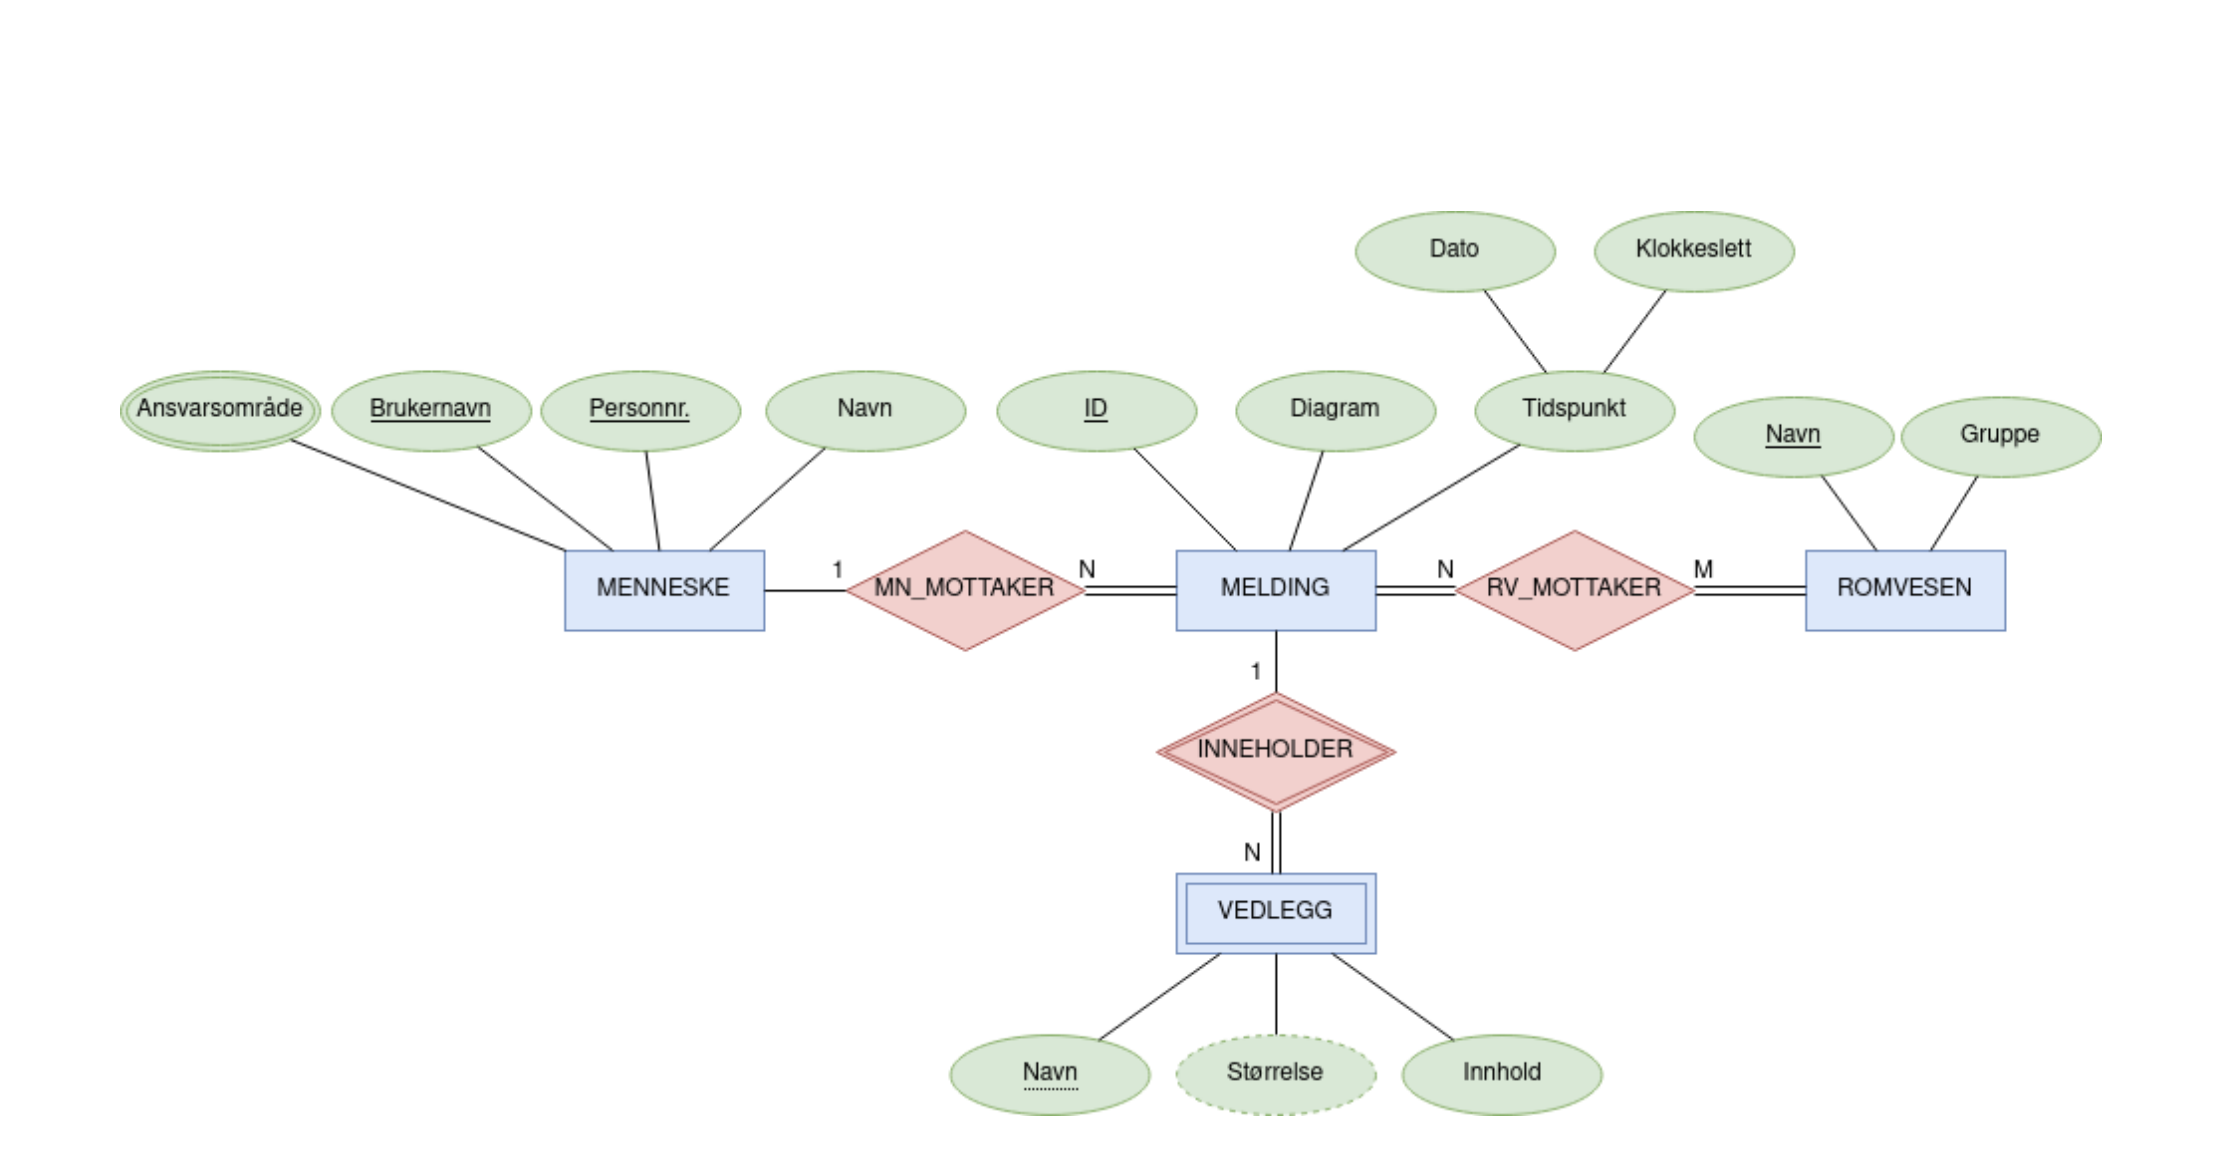 Dato
Klokkeslett
Ansvarsområde
Brukernavn
Personnr.
Navn
ID
Diagram
Tidspunkt
Navn
Gruppe
MENNESKE
1
MN_MOTTAKER
N
MELDING
N
RV_MOTTAKER
M
ROMVESEN
1
INNEHOLDER
N
VEDLEGG
Navn
Størrelse
Innhold